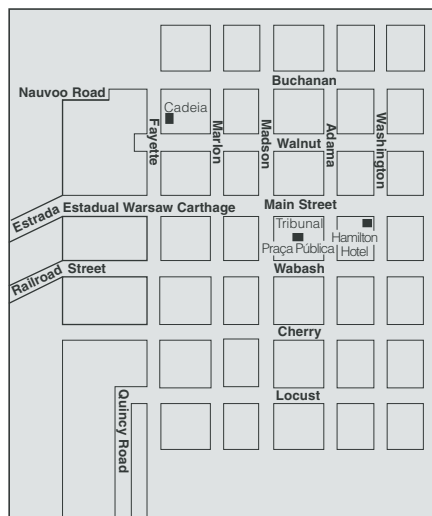 Buchanan
Nauvoo Road
Cadeia
Fayette
Marlon
Madson
Walnut
Adama
Washington
Main Street
Estrada Estadual Warsaw Carthage
Tribunal
Praça Pública
Hamilton
Hotel
Railroad Street
Wabash
Cherry
Locust
Quincy Road